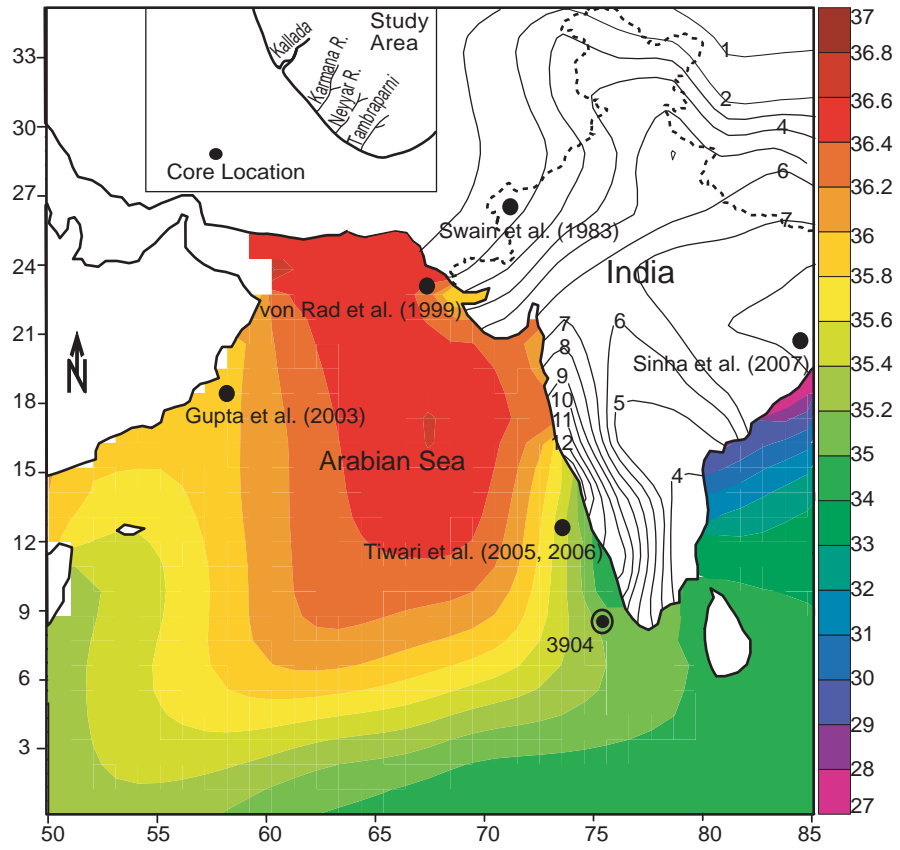 Study
Area
Kallada
Karmana R.
Neyyar R.
Tambraparni
Core Location
33
30
27
24
21
18
15
12
9
6
3
N
1
2
4
6
7
Swain et al. (1983)
India
von Rad et al. (1999)
7
8
9
10
11
12
6
5
4
Sinha et al. (2007)
Gupta et al. (2003)
Arabian Sea
Tiwari et al. (2005, 2006)
3904
50 55 60 65 70 75 80 85
37
36.8
36.6
36.4
36.2
36
35.8
35.6
35.4
35.2
35
34
33
32
31
30
29
28
27